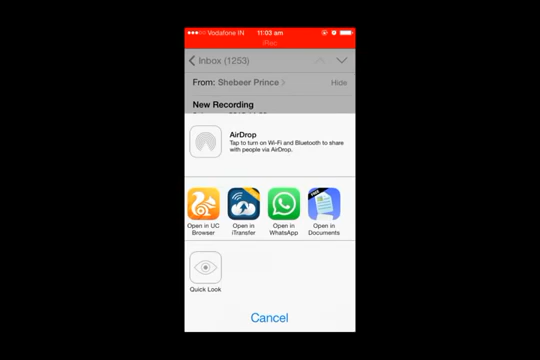 Vodafone IN 11:03 am
iRec
Inbox (1253)
From: Shebeer Prince Hide
New Recording
AirDrop
Tap to turn on Wi-Fi and Bluetooth to share
with people via AirDrop.
FREE
Open in UC
Browser
Open in
iTransfer
Open in
WhatsApp
Open in
Documents
Quick Look
Cancel